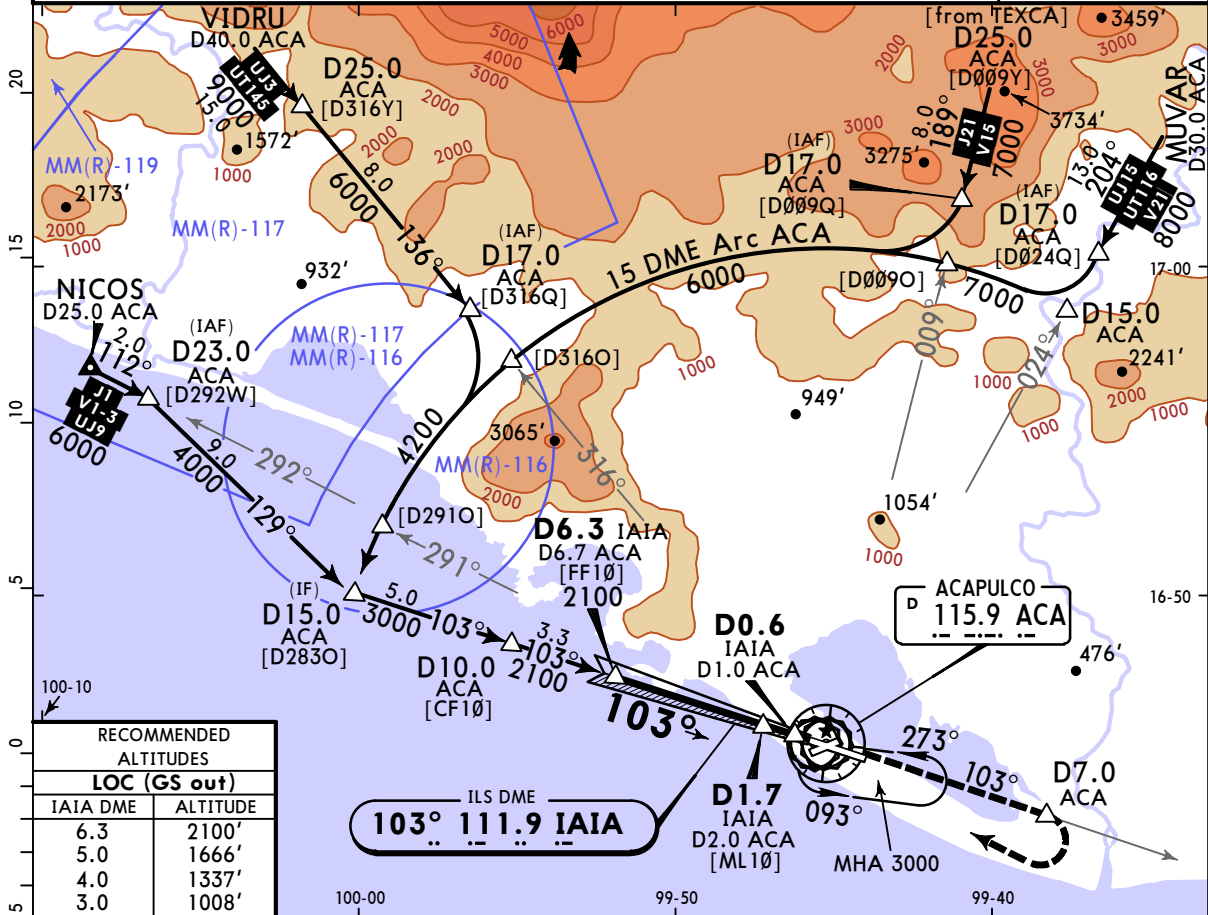 VIDRU
D40.0 ACA
UJ3
UT145
9000
15.0
D25.0
ACA
[D316Y]
1572'
1000
MM(R)-119
2173'
2000
1000
MM(R)-117
8.0
6000
136°
2000
2000
2000
3000
4000
5000
6000
[from TEXCA]
D25.0
ACA
[D009Y]
3459'
3000
2000
3000
3734'
8.0
189°
J21
V15
7000
3000
3275'
(IAF)
D17.0
ACA
[D009Q]
MUVAR
D30.0 ACA
13.0
204°
UJ15
UT116
V21
8000
(IAF)
D17.0
ACA
[D024Q]
(IAF)
D17.0
ACA
[D316Q]
15 DME Arc ACA
6000
[D009O]
7000
D15.0
ACA
009°
024°
2241'
2000
1000
1000
1000
1000
932'
NICOS
D25.0 ACA
2.0
112°
J1
V1-3
UJ9
6000
(IAF)
D23.0
ACA
[D292W]
MM(R)-117
MM(R)-116
[D316O]
4200
9.0
4000
129°
292°
3065'
MM(R)-116
2000
316°
949'
1054'
1000
[D291O]
291°
D6.3 IAIA
D6.7 ACA
[FF10]
2100
(IF)
D15.0
ACA
[D283O]
5.0
3000
103°
D10.0
ACA
[CF10]
3.3
103°
2100
103°
D0.6
IAIA
D1.0 ACA
ACAPULCO
D 115.9 ACA
476'
273°
093°
103°
D7.0
ACA
MHA 3000
D1.7
IAIA
D2.0 ACA
[ML10]
ILS DME
103° 111.9 IAIA
20
15
10
5
0
5
17-00
16-50
100-10
100-00
99-50
99-40
RECOMMENDED
ALTITUDES
LOC (GS out)
IAIA DME ALTITUDE
6.3 2100'
5.0 1666'
4.0 1337'
3.0 1008'